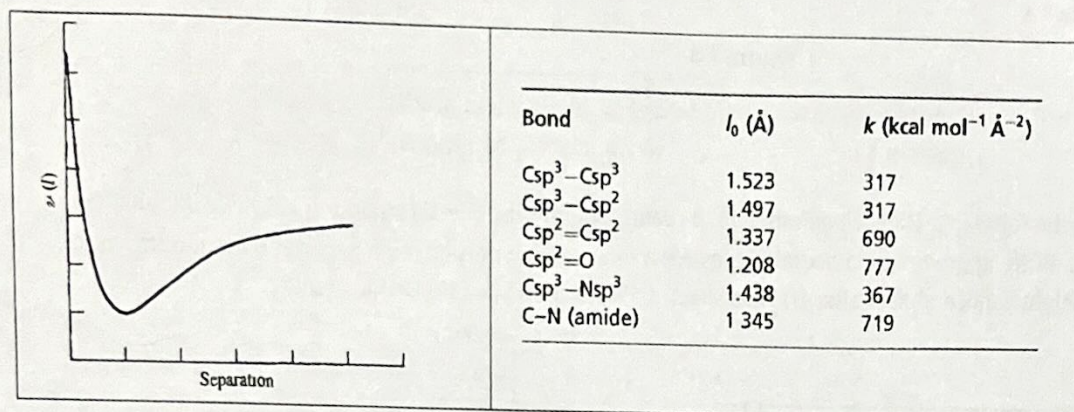 𝓋 (l)
Separation
Bond l₀ (Å) k (kcal mol⁻¹ Å⁻²)
Csp³–Csp³ 1.523 317
Csp³–Csp² 1.497 317
Csp²=Csp² 1.337 690
Csp²=O 1.208 777
Csp³–Nsp³ 1.438 367
C–N (amide) 1 345 719